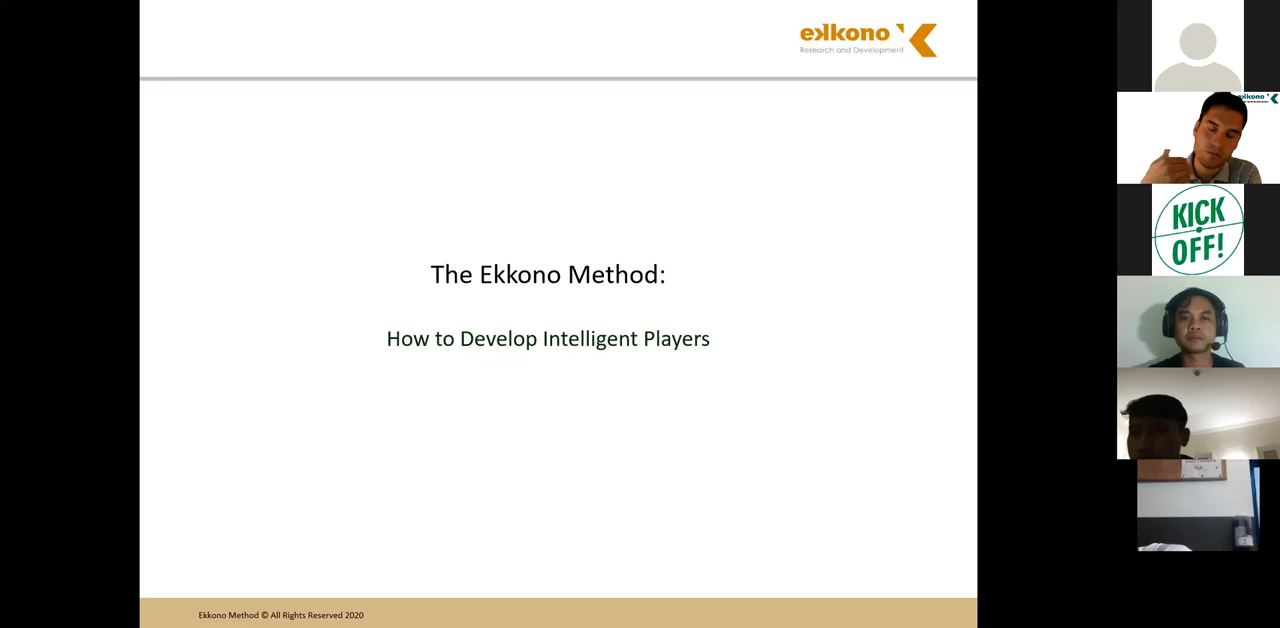 ekkono
Research and Development
The Ekkono Method:
How to Develop Intelligent Players
Ekkono Method © All Rights Reserved 2020
ekkono
KICK
OFF!